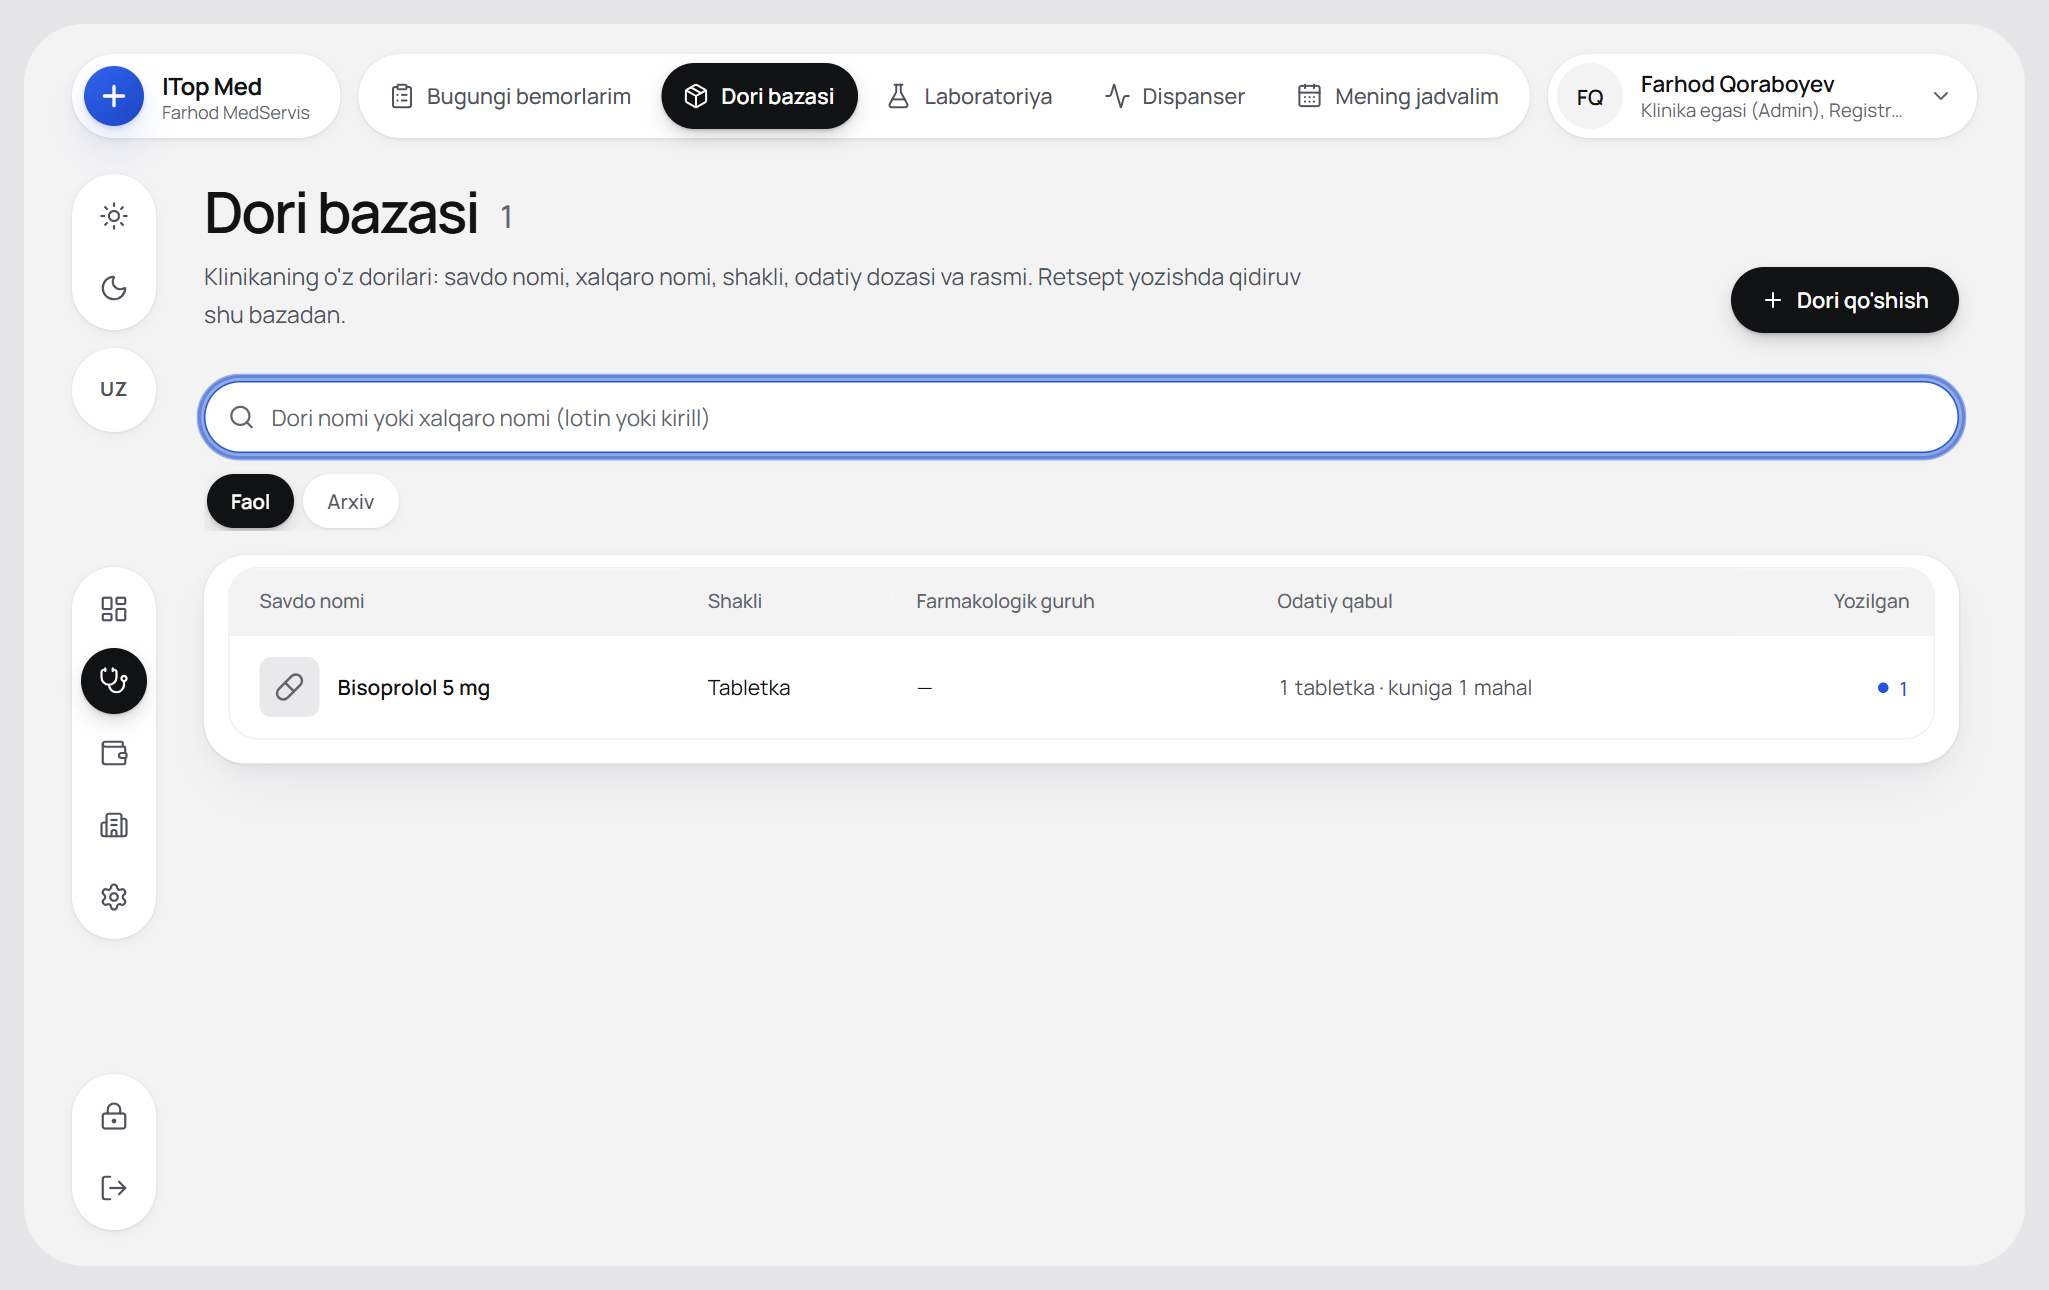 ITop Med
Farhod MedServis
Bugungi bemorlarim
Dori bazasi
Laboratoriya
Dispanser
Mening jadvalim
FQ
Farhod Qoraboyev
Klinika egasi (Admin), Registr...
UZ
Dori bazasi 1
Klinikaning o'z dorilari: savdo nomi, xalqaro nomi, shakli, odatiy dozasi va rasmi. Retsept yozishda qidiruv
shu bazadan.
+ Dori qo'shish
Dori nomi yoki xalqaro nomi (lotin yoki kirill)
Faol
Arxiv
Savdo nomi Shakli Farmakologik guruh Odatiy qabul Yozilgan
Bisoprolol 5 mg Tabletka — 1 tabletka · kuniga 1 mahal 1